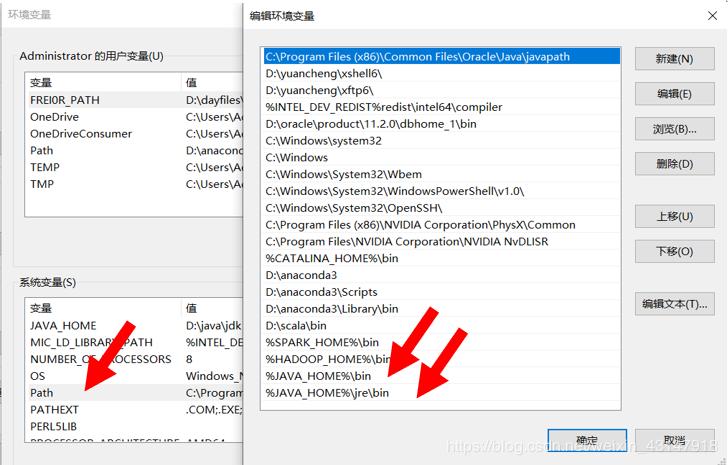 环境变量
Administrator 的用户变量(U)
变量 值
FREI0R_PATH D:\dayfiles
OneDrive C:\Users\Ac
OneDriveConsumer C:\Users\Ac
Path D:\anacond
TEMP C:\Users\Ac
TMP C:\Users\Ac
系统变量(S)
变量 值
JAVA_HOME D:\java\jdk
MIC_LD_LIBRARY_PATH %INTEL_DE
NUMBER_OF_PROCESSORS 8
OS Windows_N
Path C:\Program
PATHEXT .COM;.EXE;
PERL5LIB
PROCESSOR_ARCHITECTURE AMD64
编辑环境变量
C:\Program Files (x86)\Common Files\Oracle\Java\javapath
D:\yuancheng\xshell6\
D:\yuancheng\xftp6\
%INTEL_DEV_REDIST%redist\intel64\compiler
D:\oracle\product\11.2.0\dbhome_1\bin
C:\Windows\system32
C:\Windows
C:\Windows\System32\Wbem
C:\Windows\System32\WindowsPowerShell\v1.0\
C:\Windows\System32\OpenSSH\
C:\Program Files (x86)\NVIDIA Corporation\PhysX\Common
C:\Program Files\NVIDIA Corporation\NVIDIA NvDLISR
%CATALINA_HOME%\bin
D:\anaconda3
D:\anaconda3\Scripts
D:\anaconda3\Library\bin
D:\scala\bin
%SPARK_HOME%\bin
%HADOOP_HOME%\bin
%JAVA_HOME%\bin
%JAVA_HOME%\jre\bin
新建(N)
编辑(E)
浏览(B)...
删除(D)
上移(U)
下移(O)
编辑文本(T)...
确定
取消
https://blog.csdn.net/weixin_43147918